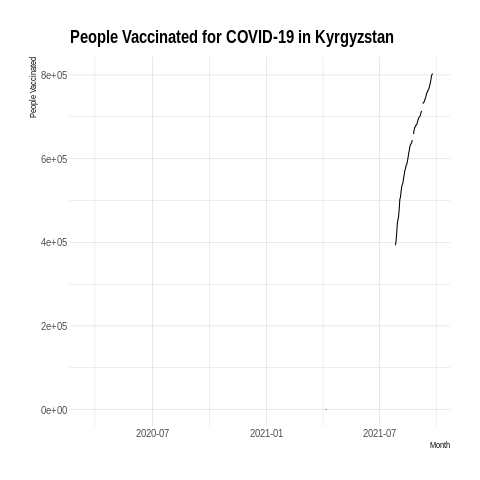 People Vaccinated for COVID-19 in Kyrgyzstan
People Vaccinated
8e+05
6e+05
4e+05
2e+05
0e+00
2020-07 2021-01 2021-07
Month